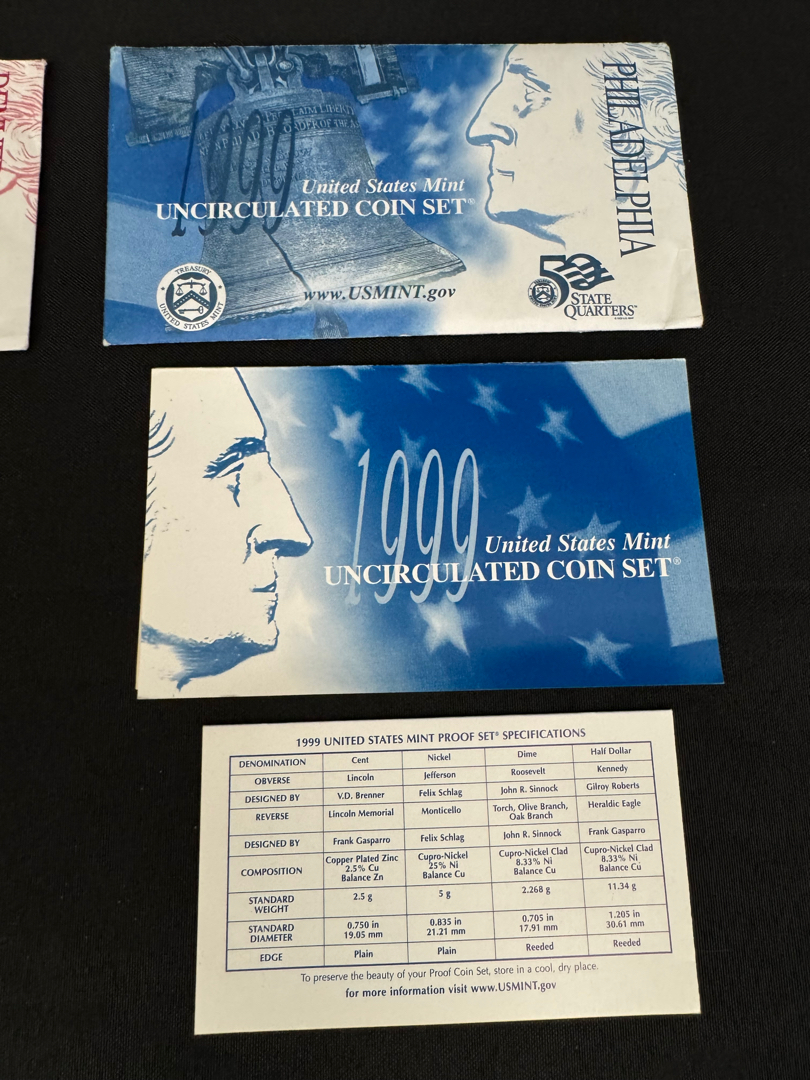 1999
United States Mint
UNCIRCULATED COIN SET®
www.USMINT.gov
TREASURY
UNITED STATES MINT
PHILADELPHIA
50
STATE
QUARTERS™
1999
United States Mint
UNCIRCULATED COIN SET®
1999 UNITED STATES MINT PROOF SET® SPECIFICATIONS
DENOMINATION Cent Nickel Dime Half Dollar
OBVERSE Lincoln Jefferson Roosevelt Kennedy
DESIGNED BY V.D. Brenner Felix Schlag John R. Sinnock Gilroy Roberts
REVERSE Lincoln Memorial Monticello Torch, Olive Branch, Heraldic Eagle
Oak Branch
DESIGNED BY Frank Gasparro Felix Schlag John R. Sinnock Frank Gasparro
COMPOSITION Copper Plated Zinc Cupro-Nickel Cupro-Nickel Clad Cupro-Nickel Clad
2.5% Cu 25% Ni 8.33% Ni 8.33% Ni
Balance Zn Balance Cu Balance Cu Balance Cu
STANDARD 2.5 g 5 g 2.268 g 11.34 g
WEIGHT
STANDARD 0.750 in 0.835 in 0.705 in 1.205 in
DIAMETER 19.05 mm 21.21 mm 17.91 mm 30.61 mm
EDGE Plain Plain Reeded Reeded
To preserve the beauty of your Proof Coin Set, store in a cool, dry place.
for more information visit www.USMINT.gov